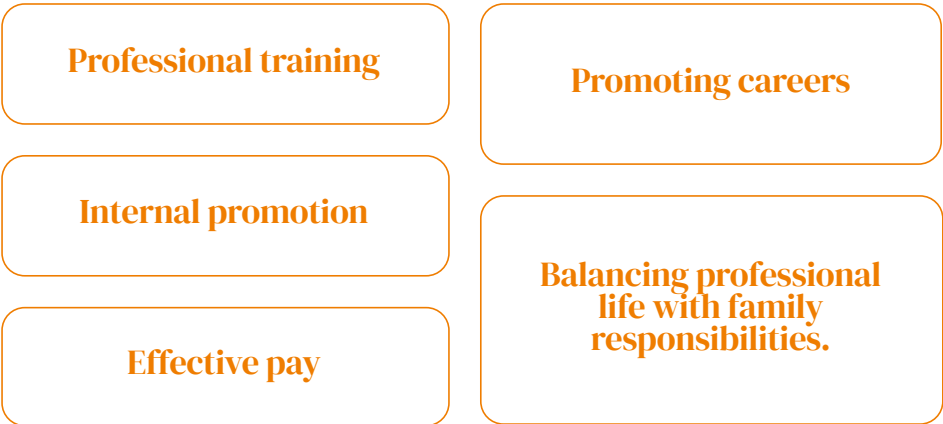 Professional training
Internal promotion
Effective pay
Promoting careers
Balancing professional
life with family
responsibilities.